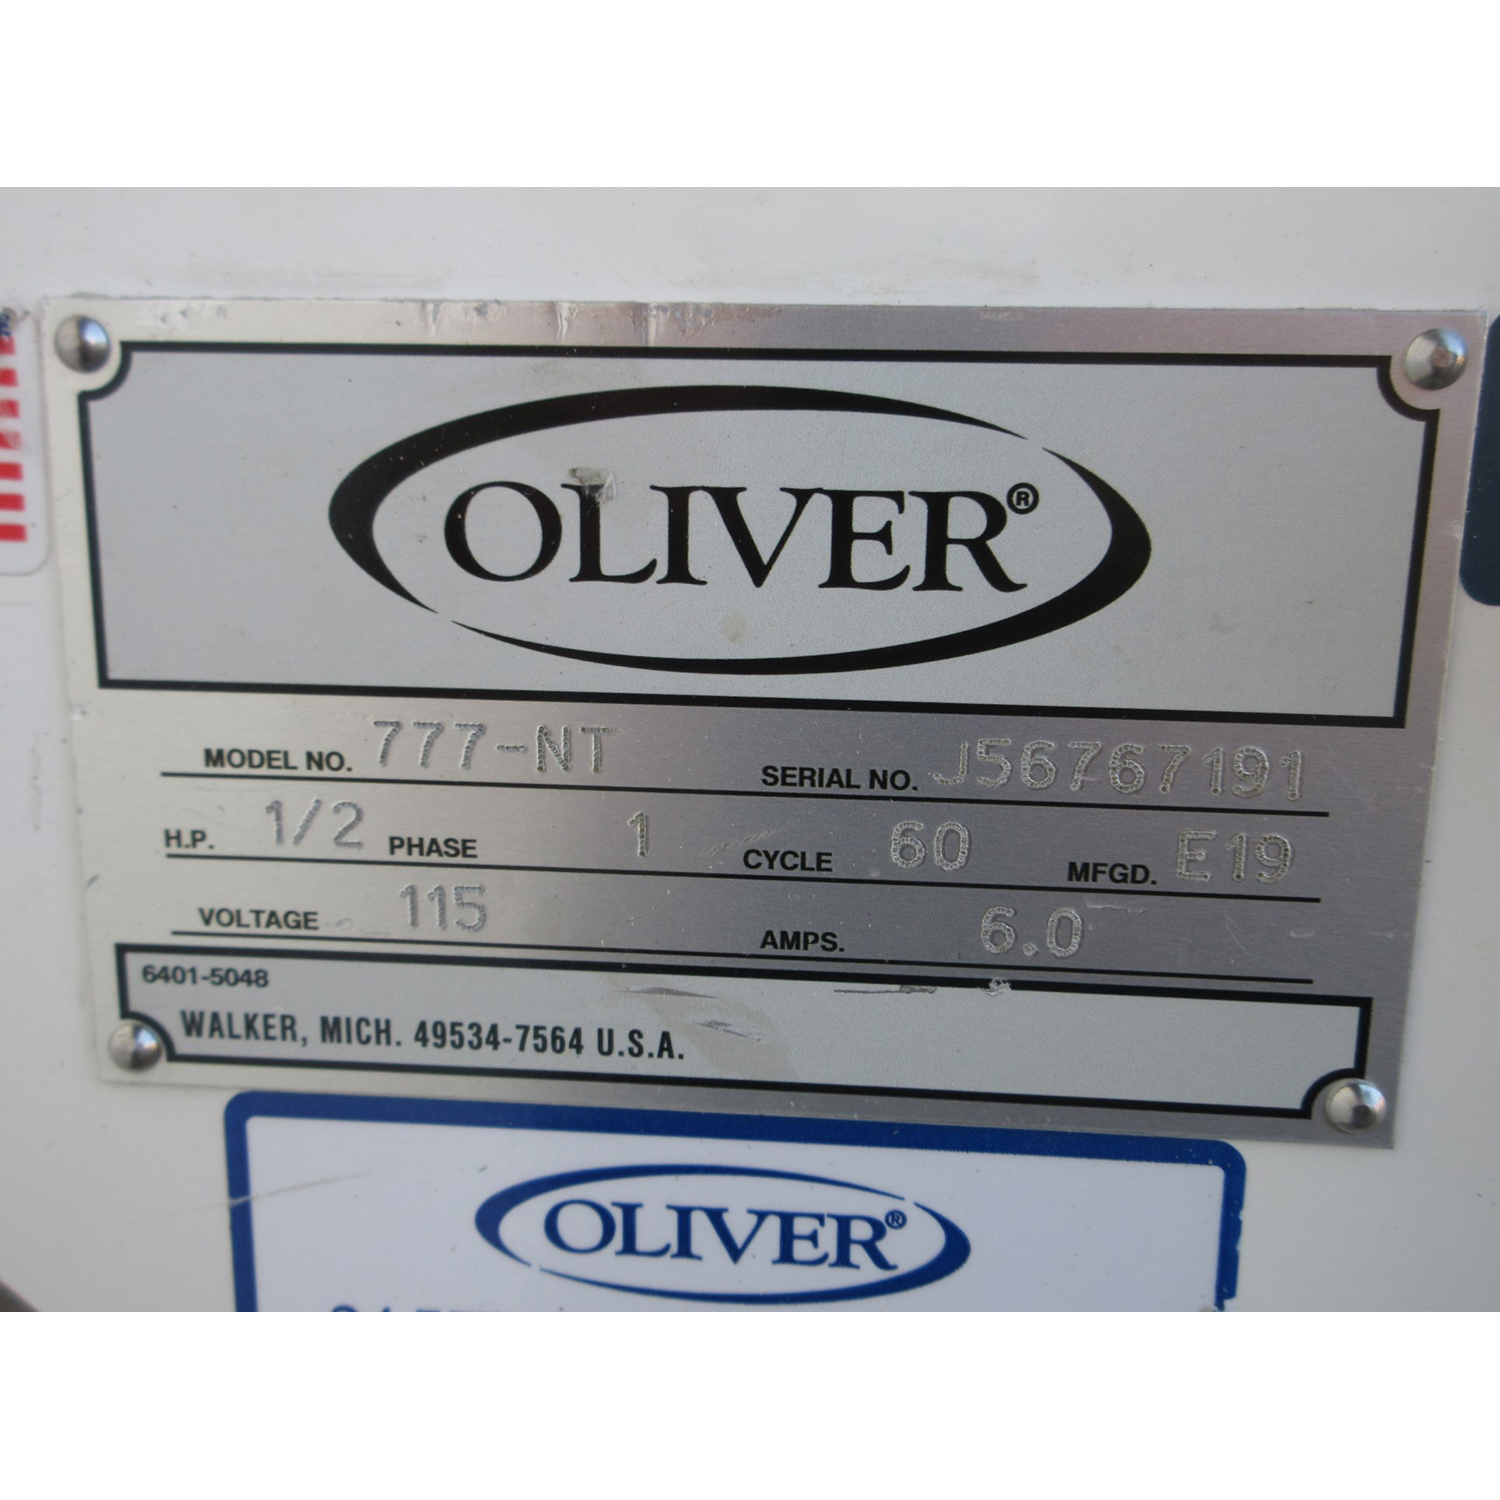 OLIVER®
MODEL NO. 777-NT SERIAL NO. J56767191
H.P. 1/2 PHASE 1 CYCLE 60 MFGD. E19
VOLTAGE 115 AMPS. 6.0
6401-5048
WALKER, MICH. 49534-7564 U.S.A.
OLIVER®